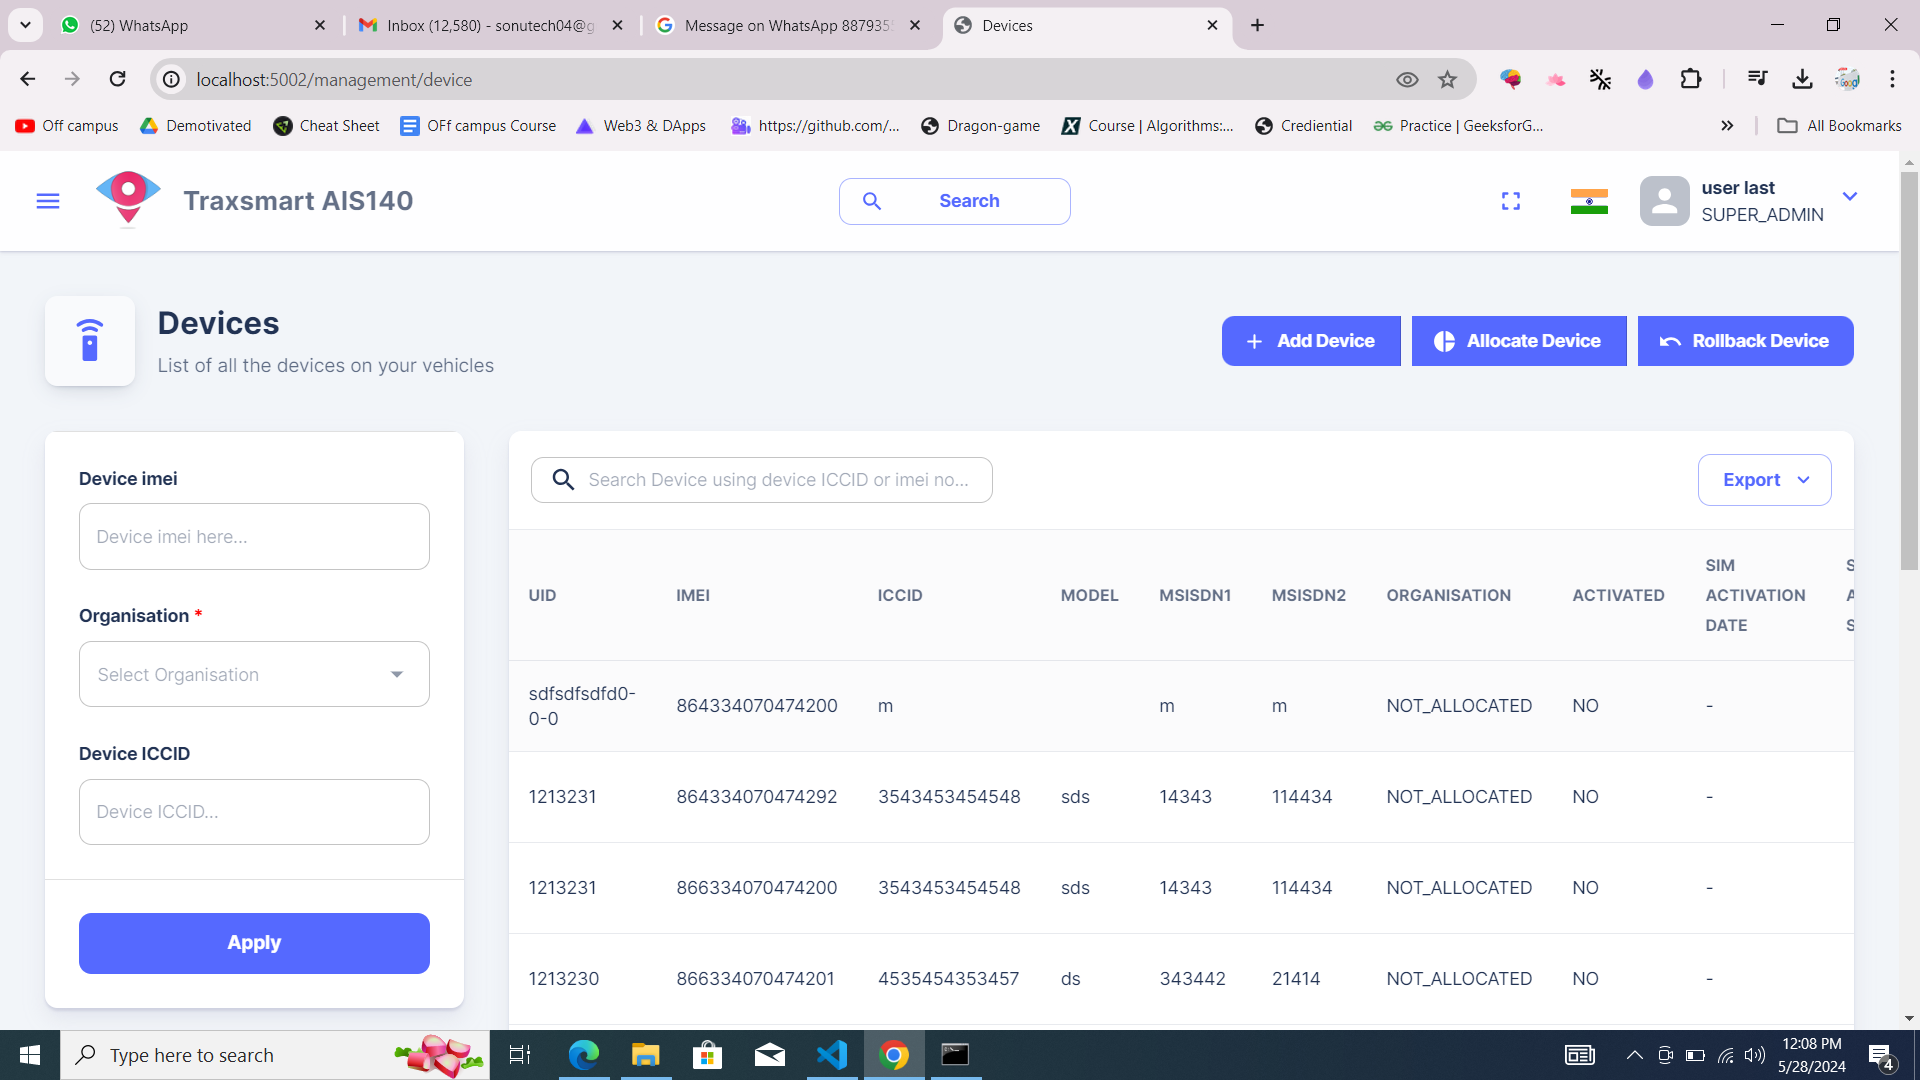 (52) WhatsApp
Inbox (12,580) - sonutech04@g
Message on WhatsApp 887935
Devices
localhost:5002/management/device
Off campus
Demotivated
Cheat Sheet
OFf campus Course
Web3 & DApps
https://github.com/...
Dragon-game
Course | Algorithms:...
Crediential
Practice | GeeksforG...
All Bookmarks
Traxsmart AIS140
Search
user last
SUPER_ADMIN
Devices
List of all the devices on your vehicles
Add Device
Allocate Device
Rollback Device
Device imei
Device imei here...
Organisation *
Select Organisation
Device ICCID
Device ICCID...
Apply
Search Device using device ICCID or imei no...
Export
UID IMEI ICCID MODEL MSISDN1 MSISDN2 ORGANISATION ACTIVATED SIM ACTIVATION DATE
sdfsdfsdfd0-0-0 864334070474200 m m m NOT_ALLOCATED NO -
1213231 864334070474292 3543453454548 sds 14343 114434 NOT_ALLOCATED NO -
1213231 866334070474200 3543453454548 sds 14343 114434 NOT_ALLOCATED NO -
1213230 866334070474201 4535454353457 ds 343442 21414 NOT_ALLOCATED NO -
Type here to search
12:08 PM
5/28/2024
4